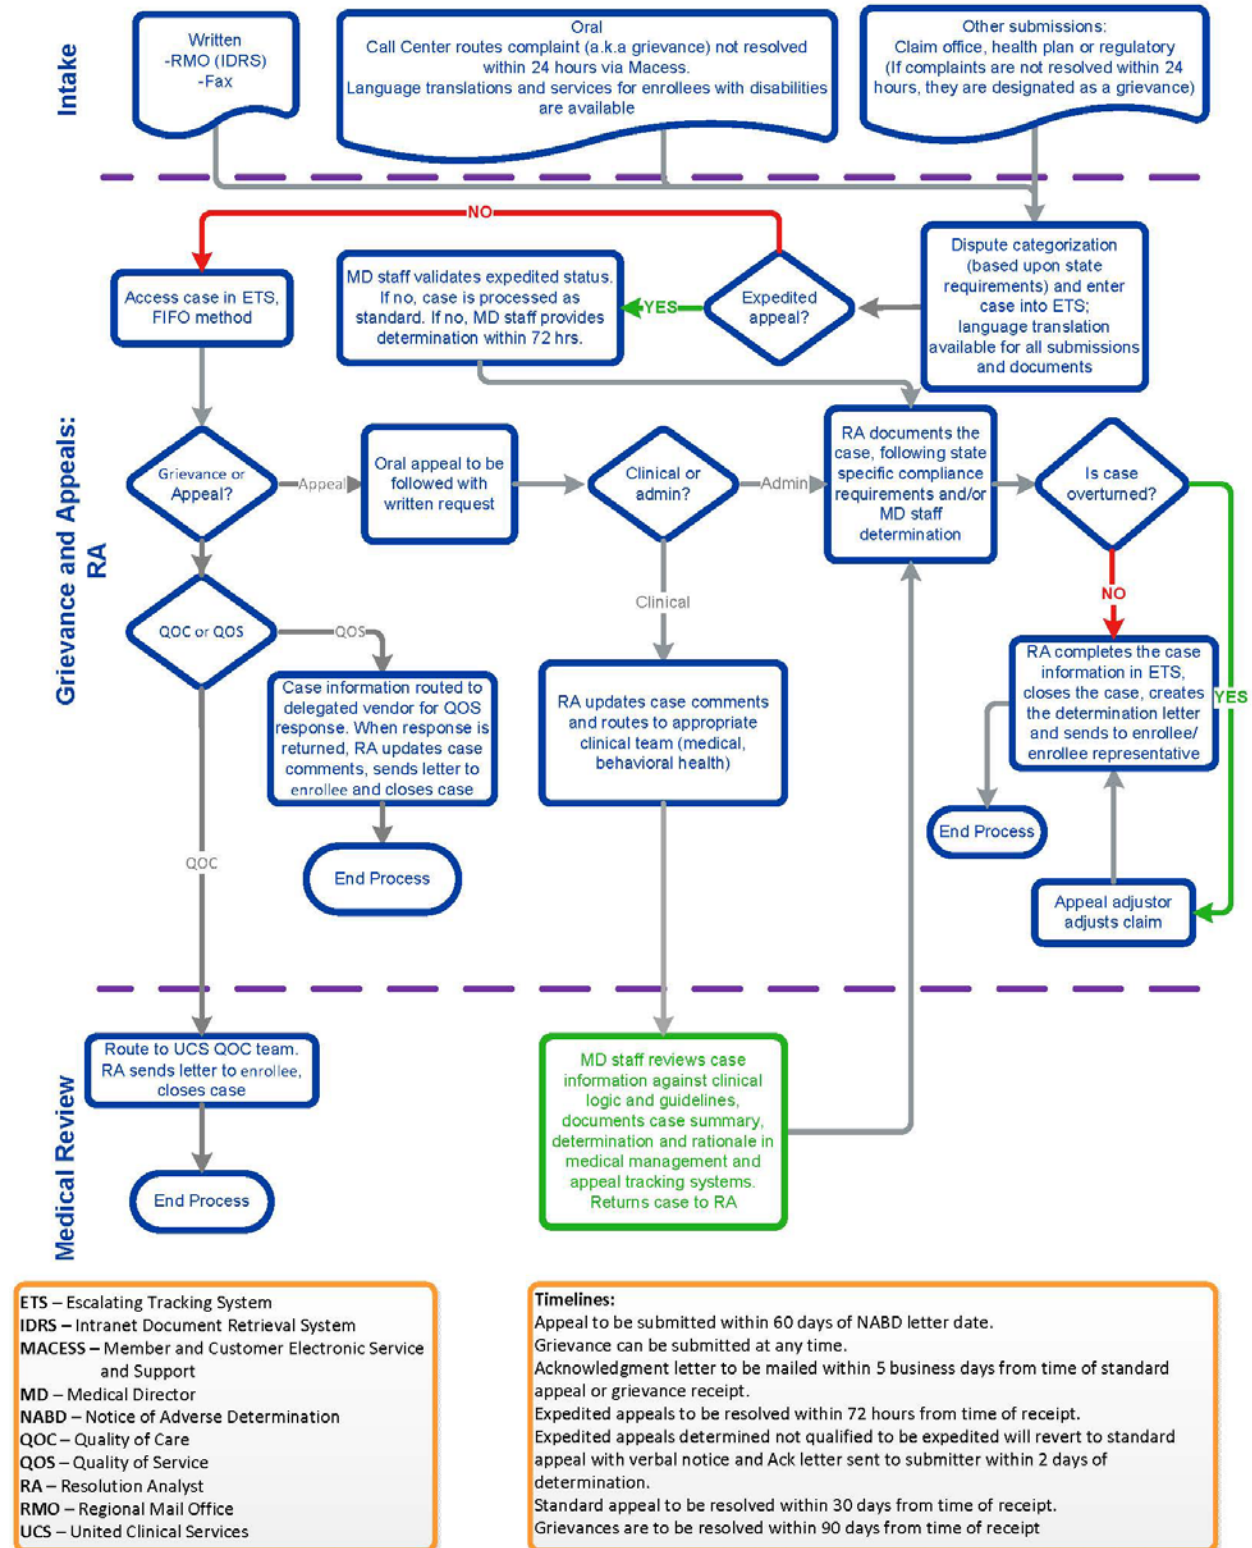 Intake
Written
-RMO (IDRS)
-Fax
Oral
Call Center routes complaint (a.k.a grievance) not resolved
within 24 hours via Macess.
Language translations and services for enrollees with disabilities
are available
Other submissions:
Claim office, health plan or regulatory
(If complaints are not resolved within 24
hours, they are designated as a grievance)
Grievance and Appeals:
RA
NO
Access case in ETS,
FIFO method
MD staff validates expedited status.
If no, case is processed as
standard. If no, MD staff provides
determination within 72 hrs.
YES
Expedited
appeal?
Dispute categorization
(based upon state
requirements) and enter
case into ETS;
language translation
available for all submissions
and documents
Grievance or
Appeal?
Appeal
Oral appeal to be
followed with
written request
Clinical or
admin?
Admin
RA documents the
case, following state
specific compliance
requirements and/or
MD staff
determination
Is case
overturned?
NO
YES
Clinical
QOC or QOS
QOS
Case information routed to
delegated vendor for QOS
response. When response is
returned, RA updates case
comments, sends letter to
enrollee and closes case
End Process
QOC
RA updates case comments
and routes to appropriate
clinical team (medical,
behavioral health)
RA completes the case
information in ETS,
closes the case, creates
the determination letter
and sends to enrollee/
enrollee representative
End Process
Appeal adjustor
adjusts claim
Medical Review
Route to UCS QOC team.
RA sends letter to enrollee,
closes case
End Process
MD staff reviews case
information against clinical
logic and guidelines,
documents case summary,
determination and rationale in
medical management and
appeal tracking systems.
Returns case to RA
ETS – Escalating Tracking System
IDRS – Intranet Document Retrieval System
MACESS – Member and Customer Electronic Service
and Support
MD – Medical Director
NABD – Notice of Adverse Determination
QOC – Quality of Care
QOS – Quality of Service
RA – Resolution Analyst
RMO – Regional Mail Office
UCS – United Clinical Services
Timelines:
Appeal to be submitted within 60 days of NABD letter date.
Grievance can be submitted at any time.
Acknowledgment letter to be mailed within 5 business days from time of standard
appeal or grievance receipt.
Expedited appeals to be resolved within 72 hours from time of receipt.
Expedited appeals determined not qualified to be expedited will revert to standard
appeal with verbal notice and Ack letter sent to submitter within 2 days of
determination.
Standard appeal to be resolved within 30 days from time of receipt.
Grievances are to be resolved within 90 days from time of receipt